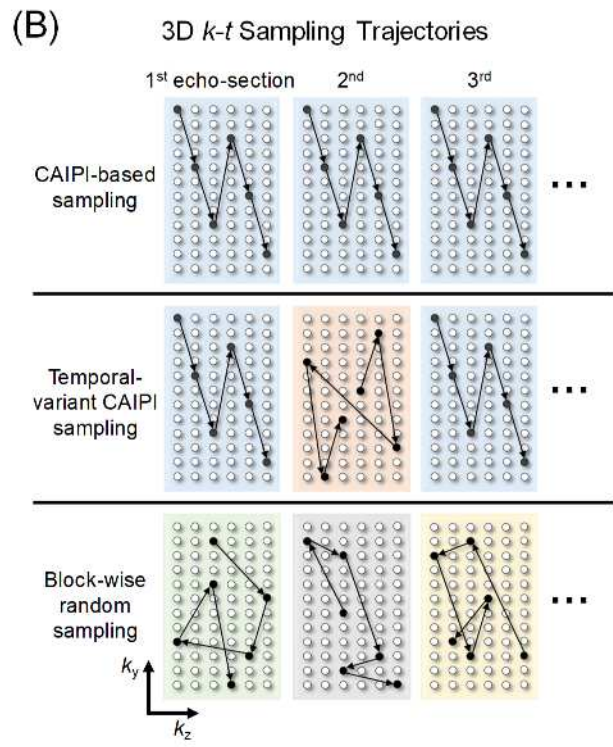 (B) 3D k-t Sampling Trajectories
1st echo-section 2nd 3rd
CAIPI-based
sampling
...
Temporal-
variant CAIPI
sampling
...
Block-wise
random
sampling
...
ky
kz